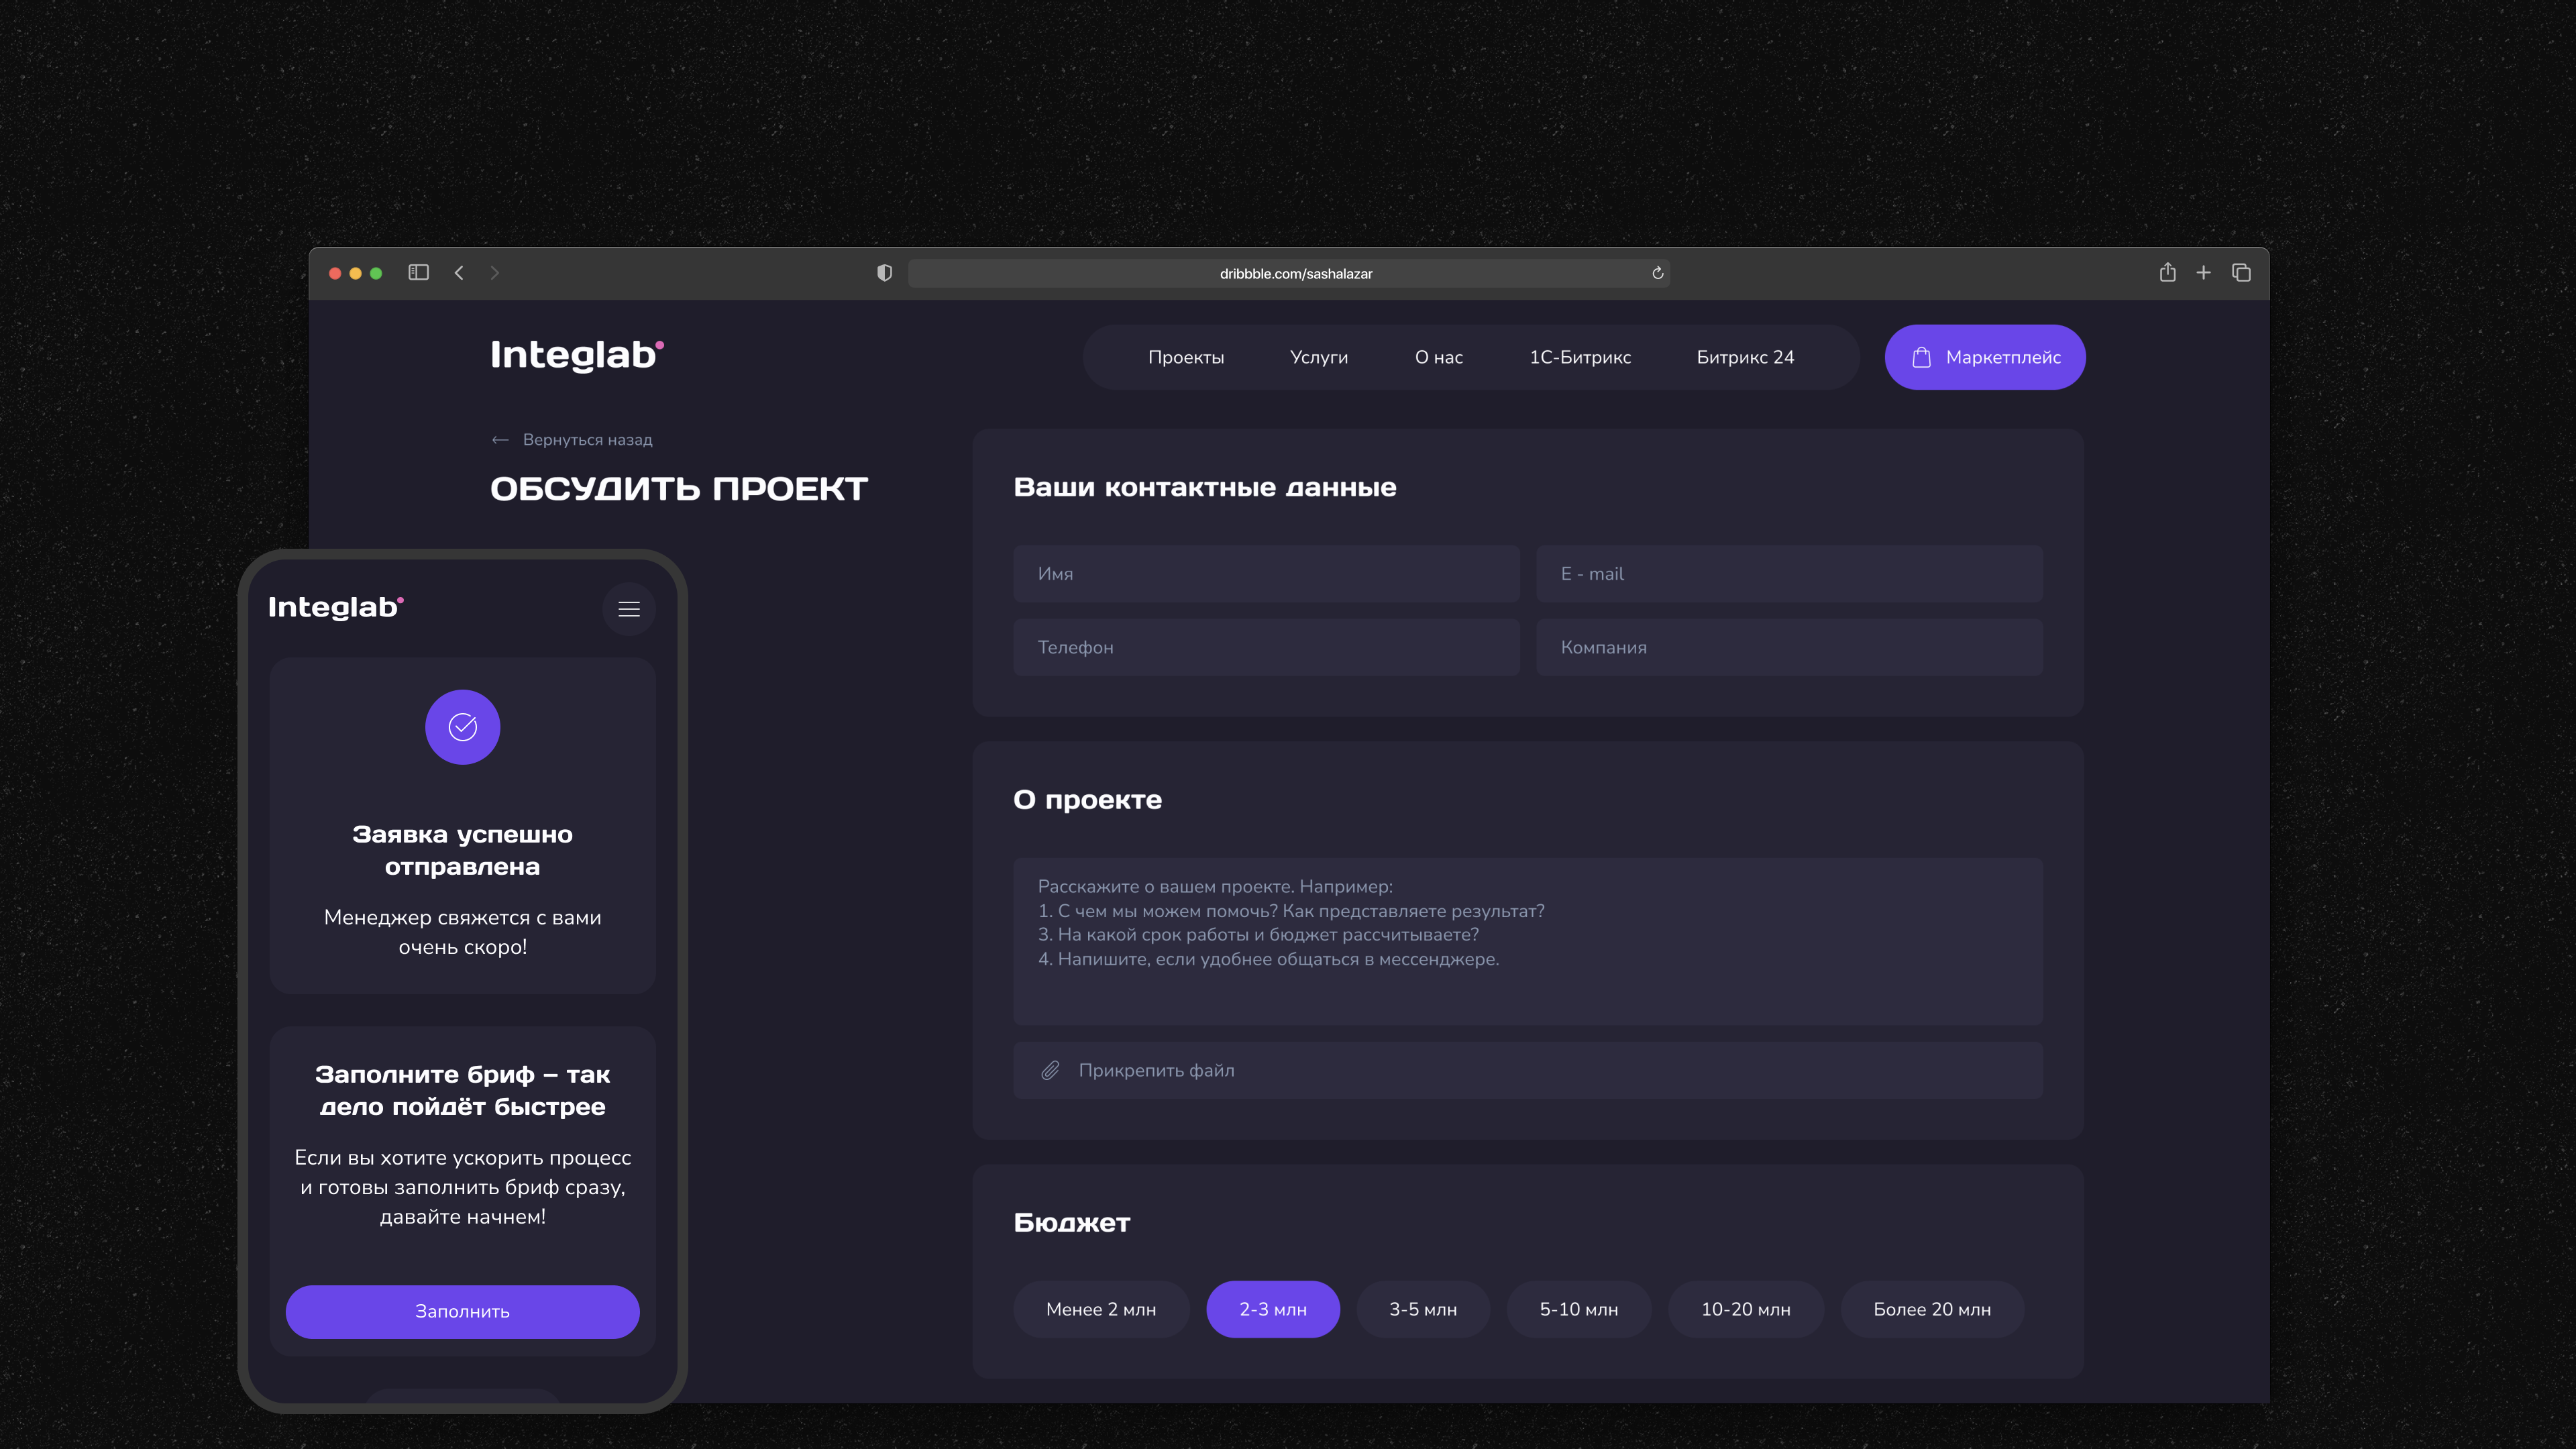 dribbble.com/sashalazar
Integlab
Проекты
Услуги
О нас
1С-Битрикс
Битрикс 24
Маркетплейс
Вернуться назад
ОБСУДИТЬ ПРОЕКТ
Ваши контактные данные
Имя
E - mail
Телефон
Компания
О проекте
Расскажите о вашем проекте. Например:
1. С чем мы можем помочь? Как представляете результат?
3. На какой срок работы и бюджет рассчитываете?
4. Напишите, если удобнее общаться в мессенджере.
Прикрепить файл
Бюджет
Менее 2 млн
2-3 млн
3-5 млн
5-10 млн
10-20 млн
Более 20 млн
Integlab
Заявка успешно
отправлена
Менеджер свяжется с вами
очень скоро!
Заполните бриф – так
дело пойдёт быстрее
Если вы хотите ускорить процесс
и готовы заполнить бриф сразу,
давайте начнем!
Заполнить